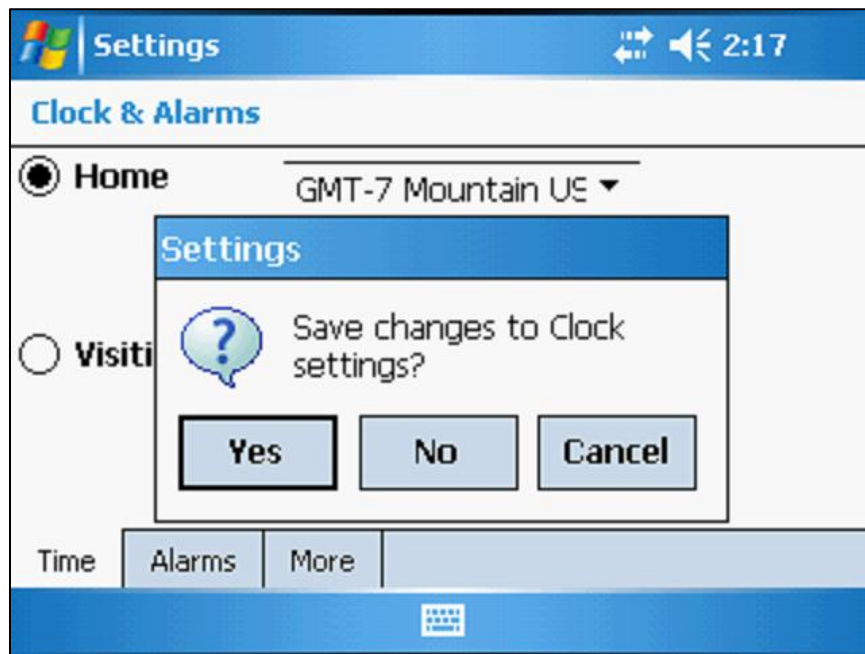 Settings 2:17
Clock & Alarms
Home GMT-7 Mountain US
Settings
Save changes to Clock
settings?
Visiti
Yes No Cancel
Time Alarms More